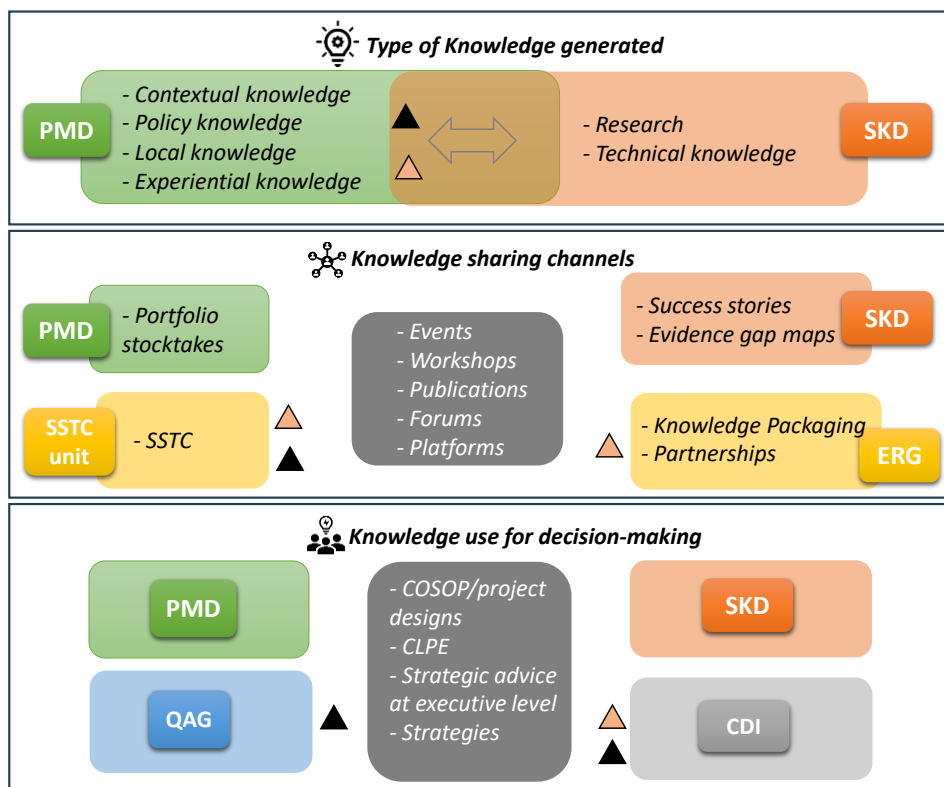 Type of Knowledge generated
PMD
- Contextual knowledge
- Policy knowledge
- Local knowledge
- Experiential knowledge
- Research
- Technical knowledge
SKD
Knowledge sharing channels
PMD
- Portfolio
stocktakes
- Events
- Workshops
- Publications
- Forums
- Platforms
- Success stories
- Evidence gap maps
SKD
SSTC
unit
- SSTC
- Knowledge Packaging
- Partnerships
ERG
Knowledge use for decision-making
PMD
- COSOP/project
designs
- CLPE
- Strategic advice
at executive level
- Strategies
SKD
QAG
CDI